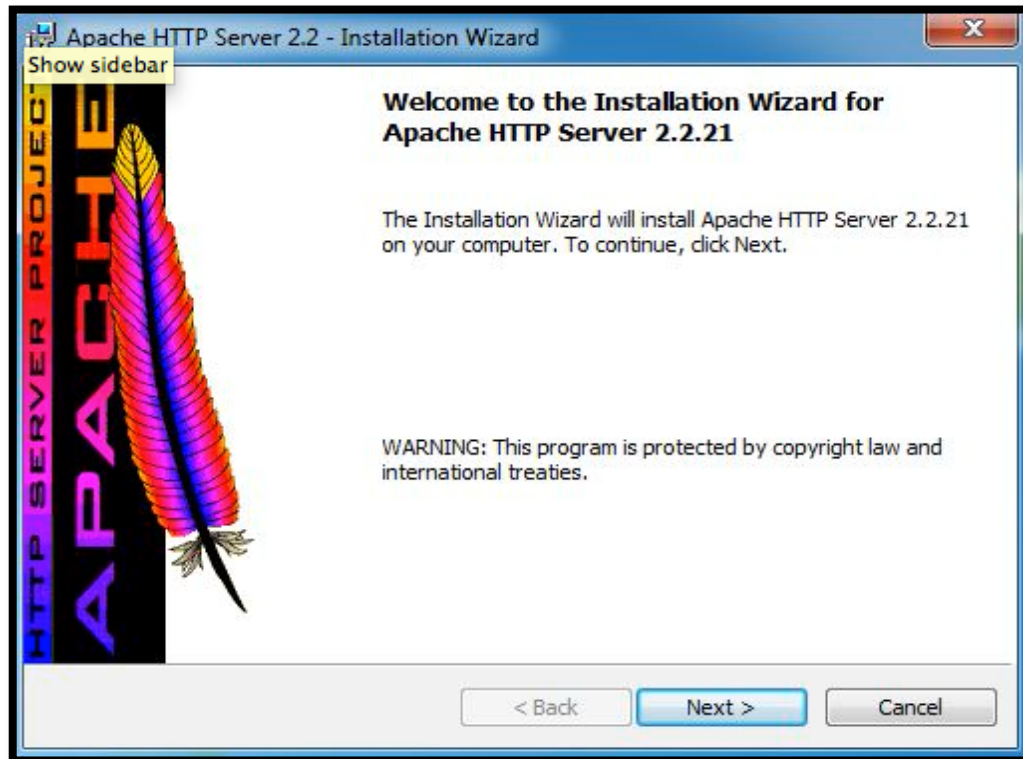 Apache HTTP Server 2.2 - Installation Wizard
X
Show sidebar
HTTP SERVER PROJECT
APACHE
Welcome to the Installation Wizard for
Apache HTTP Server 2.2.21
The Installation Wizard will install Apache HTTP Server 2.2.21
on your computer. To continue, click Next.
WARNING: This program is protected by copyright law and
international treaties.
< Back
Next >
Cancel